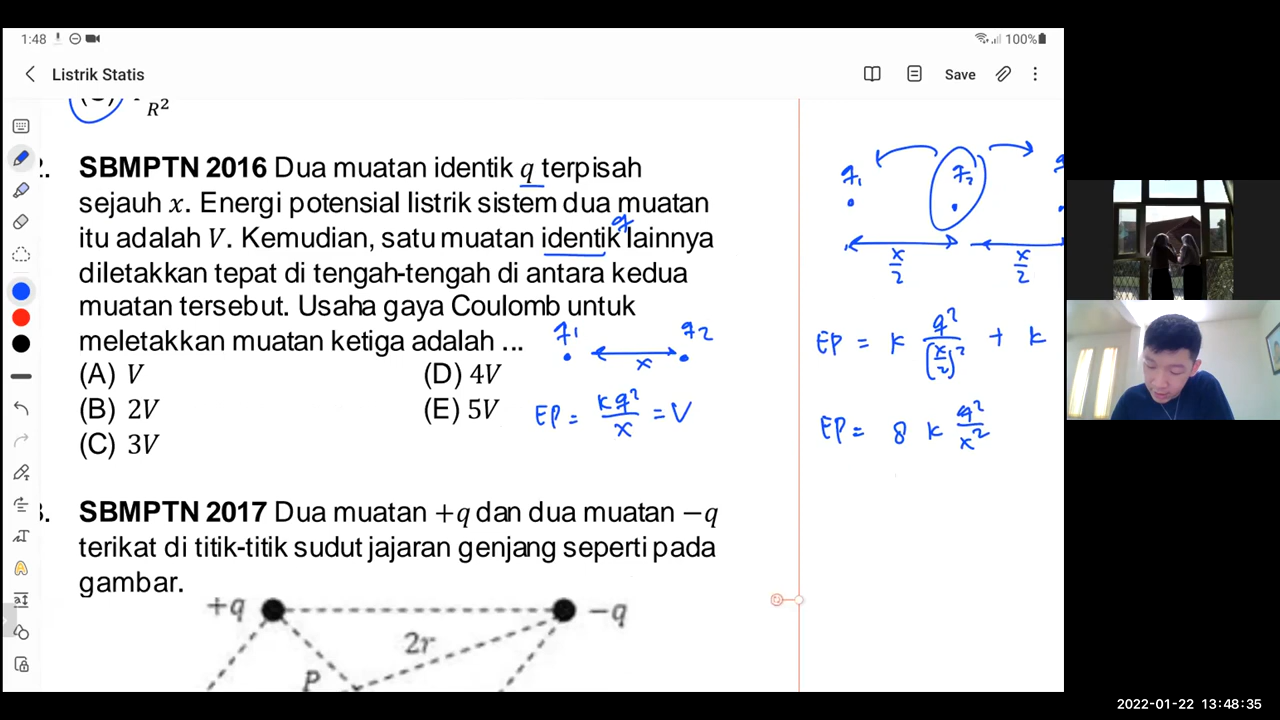 1:48
100%
Listrik Statis
Save
R²
2. SBMPTN 2016 Dua muatan identik q terpisah
sejauh x. Energi potensial listrik sistem dua muatan
itu adalah V. Kemudian, satu muatan identik lainnya
q
diletakkan tepat di tengah-tengah di antara kedua
muatan tersebut. Usaha gaya Coulomb untuk
meletakkan muatan ketiga adalah ...
(A) V
(B) 2V
(C) 3V
(D) 4V
(E) 5V
q1 q2
x
EP = kq²/x = V
q1 q3
x/2 x/2
EP = k q²/(x/2)² + k
EP = 8 k q²/x²
3. SBMPTN 2017 Dua muatan +q dan dua muatan −q
terikat di titik-titik sudut jajaran genjang seperti pada
gambar.
+q −q
2r
P
2022-01-22 13:48:35